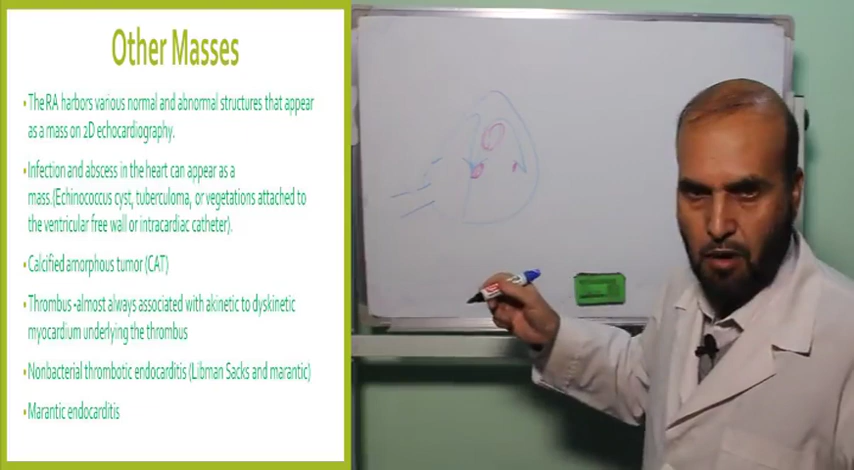 Other Masses
•The RA harbors various normal and abnormal structures that appear
as a mass on 2D echocardiography.
•Infection and abscess in the heart can appear as a
mass.(Echinococcus cyst, tuberculoma, or vegetations attached to
the ventricular free wall or intracardiac catheter).
•Calcified amorphous tumor (CAT)
•Thrombus -almost always associated with akinetic to dyskinetic
myocardium underlying the thrombus
•Nonbacterial thrombotic endocarditis (Libman Sacks and marantic)
•Marantic endocarditis